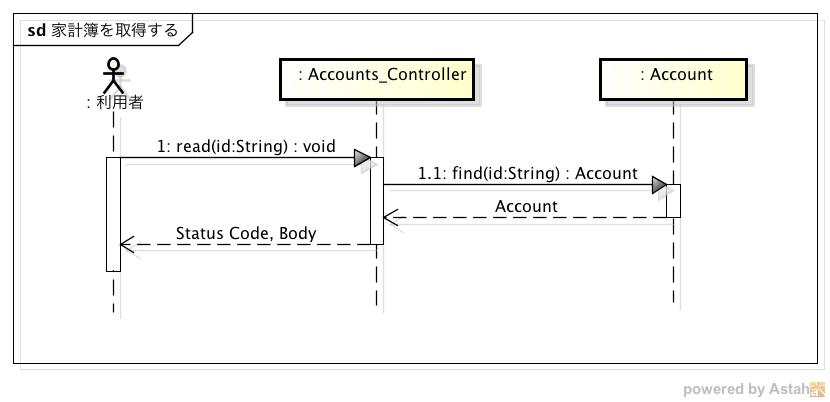 sd 家計簿を取得する
: 利用者
: Accounts_Controller
: Account
1: read(id:String) : void
1.1: find(id:String) : Account
Account
Status Code, Body
powered by Astah